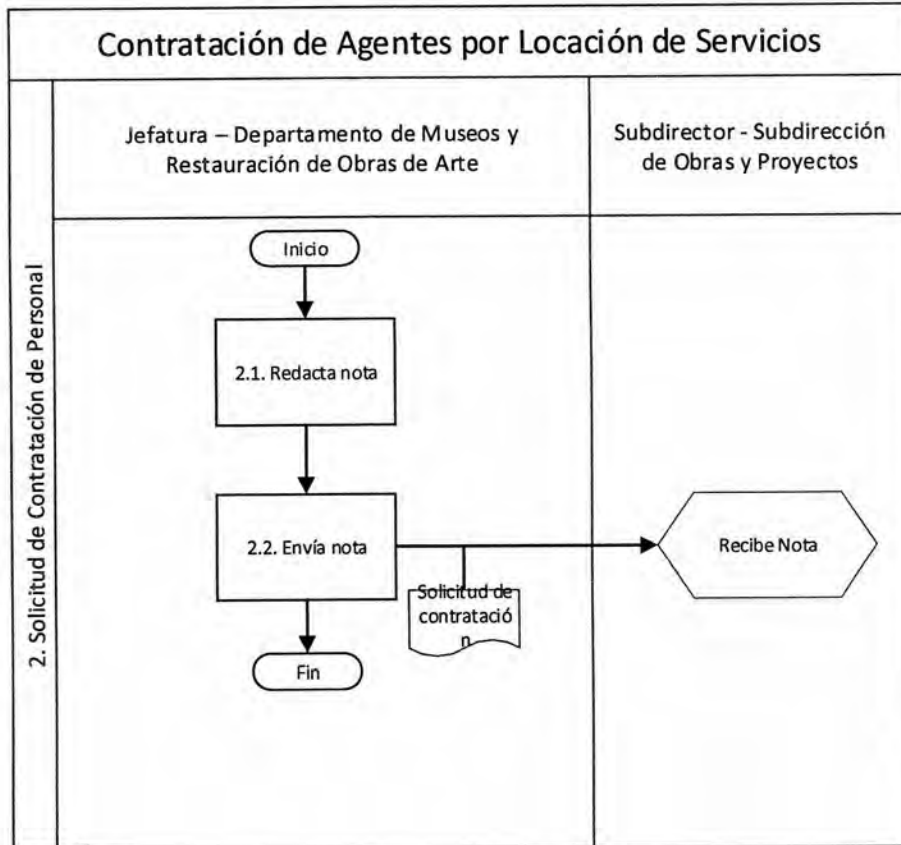 Contratación de Agentes por Locación de Servicios
2. Solicitud de Contratación de Personal
Jefatura – Departamento de Museos y
Restauración de Obras de Arte
Subdirector - Subdirección
de Obras y Proyectos
Inicio
2.1. Redacta nota
2.2. Envía nota
Solicitud de
contratació
n
Recibe Nota
Fin